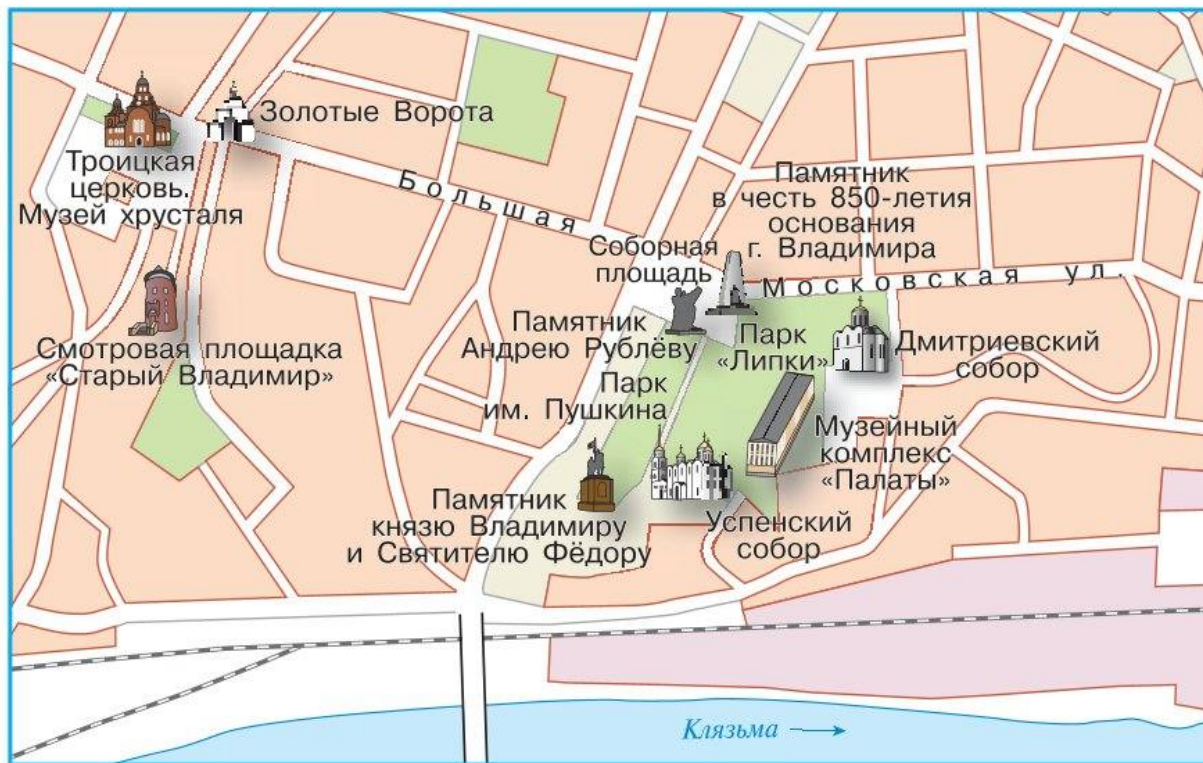 Золотые Ворота
Троицкая
церковь.
Музей хрусталя
Большая
Московская ул.
Памятник
в честь 850-летия
основания
г. Владимира
Соборная
площадь
Смотровая площадка
«Старый Владимир»
Памятник
Андрею Рублёву
Парк
«Липки»
Дмитриевский
собор
Парк
им. Пушкина
Музейный
комплекс
«Палаты»
Памятник
князю Владимиру
и Святителю Фёдору
Успенский
собор
Клязьма